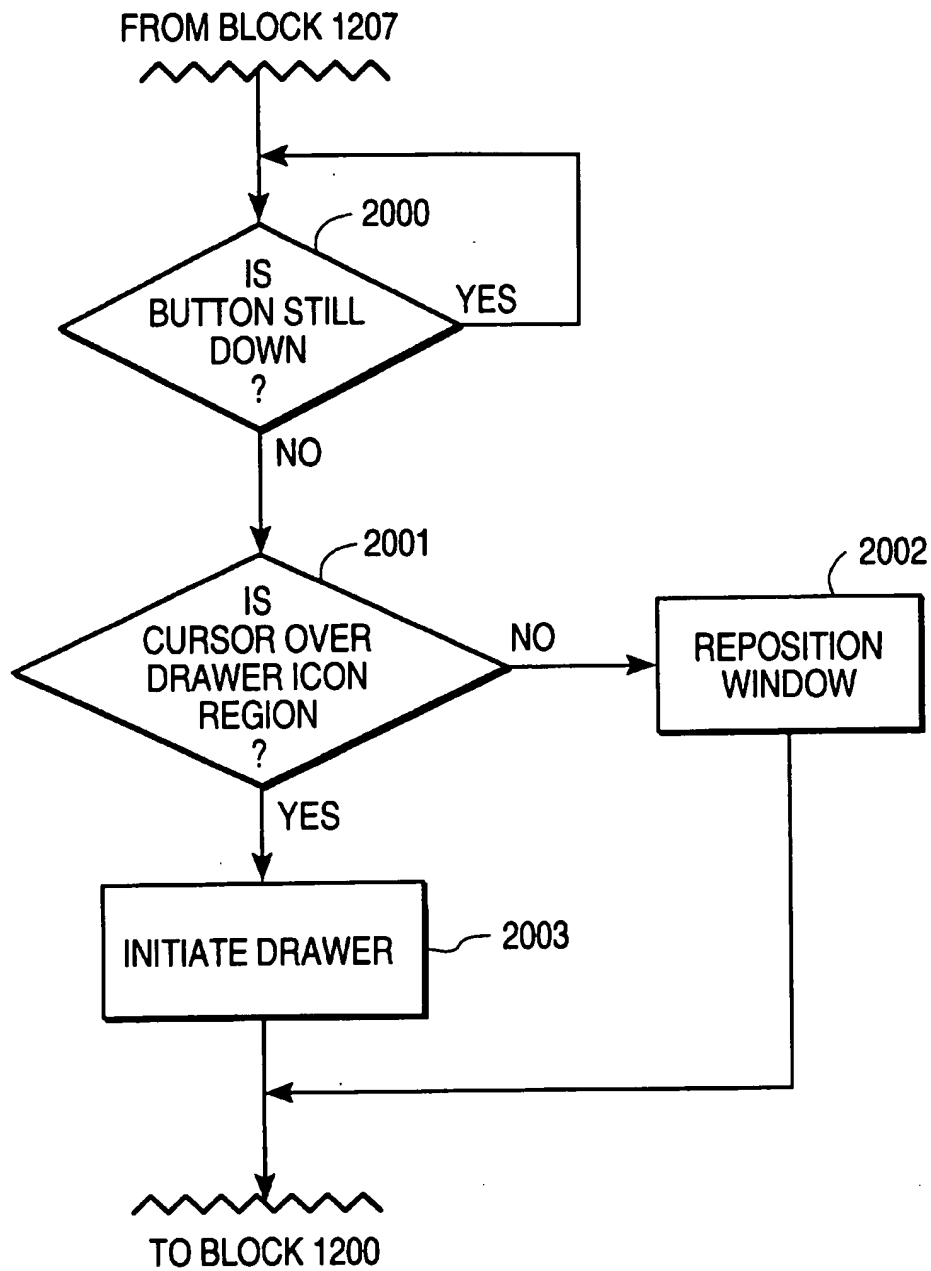 FROM BLOCK 1207
2000
IS
BUTTON STILL
DOWN
?
YES
NO
2001
IS
CURSOR OVER
DRAWER ICON
REGION
?
NO
2002
REPOSITION
WINDOW
YES
INITIATE DRAWER
2003
TO BLOCK 1200